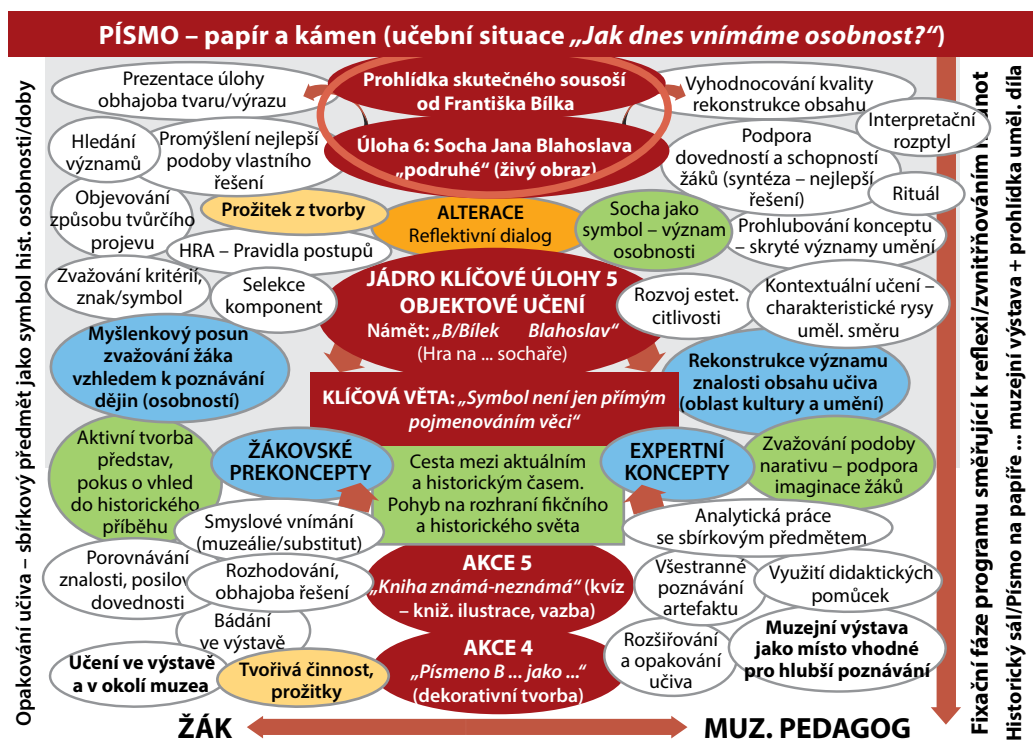 PÍSMO – papír a kámen (učební situace „Jak dnes vnímáme osobnost?“)
Opakování učiva – sbírkový předmět jako symbol hist. osobnosti/doby
Prezentace úlohy
obhajoba tvaru/výrazu
Prohlídka skutečného sousoší
od Františka Bílka
Vyhodnocování kvality
rekonstrukce obsahu
Interpretační
rozptyl
Hledání
významů
Promýšlení nejlepší
podoby vlastního
řešení
Úloha 6: Socha Jana Blahoslava
„podruhé“ (živý obraz)
Podpora
dovedností a schopností
žáků (syntéza – nejlepší
řešení)
Rituál
Objevování
způsobu tvůrčího
projevu
Prožitek z tvorby
ALTERACE
Reflektivní dialog
Socha jako
symbol – význam
osobnosti
Prohlubování konceptu
– skryté významy umění
HRA – Pravidla postupů
Zvažování kritérií,
znak/symbol
Selekce
komponent
JÁDRO KLÍČOVÉ ÚLOHY 5
OBJEKTOVÉ UČENÍ
Námět: „B/Bílek Blahoslav“
(Hra na ... sochaře)
Rozvoj estet.
citlivosti
Kontextuální učení –
charakteristické rysy
uměl. směru
Myšlenkový posun
zvažování žáka
vzhledem k poznávání
dějin (osobností)
Rekonstrukce významu
znalosti obsahu učiva
(oblast kultury a umění)
KLÍČOVÁ VĚTA: „Symbol není jen přímým
pojmenováním věci“
Aktivní tvorba
představ,
pokus o vhled
do historického
příběhu
ŽÁKOVSKÉ
PREKONCEPTY
Cesta mezi aktuálním
a historickým časem.
Pohyb na rozhraní fikčního
a historického světa
EXPERTNÍ
KONCEPTY
Zvažování podoby
narativu – podpora
imaginace žáků
Smyslové vnímání
(muzeálie/substitut)
Analytická práce
se sbírkovým předmětem
Porovnávání
znalosti, posilov
dovednosti
Rozhodování,
obhajoba řešení
AKCE 5
„Kniha známá-neznámá“ (kvíz
– kniž. ilustrace, vazba)
Všestranné
poznávání
artefaktu
Využití didaktických
pomůcek
Bádání
ve výstavě
Učení ve výstavě
a v okolí muzea
Tvořivá činnost,
prožitky
AKCE 4
„Písmeno B ... jako ...“
(dekorativní tvorba)
Rozšiřování
a opakování
učiva
Muzejní výstava
jako místo vhodné
pro hlubší poznávání
ŽÁK
MUZ. PEDAGOG
Fixační fáze programu směřující k reflexi/zvnitřňováním
Historický sál/Písmo na papíře... muzejní výstava + prohlídka uměl. díla